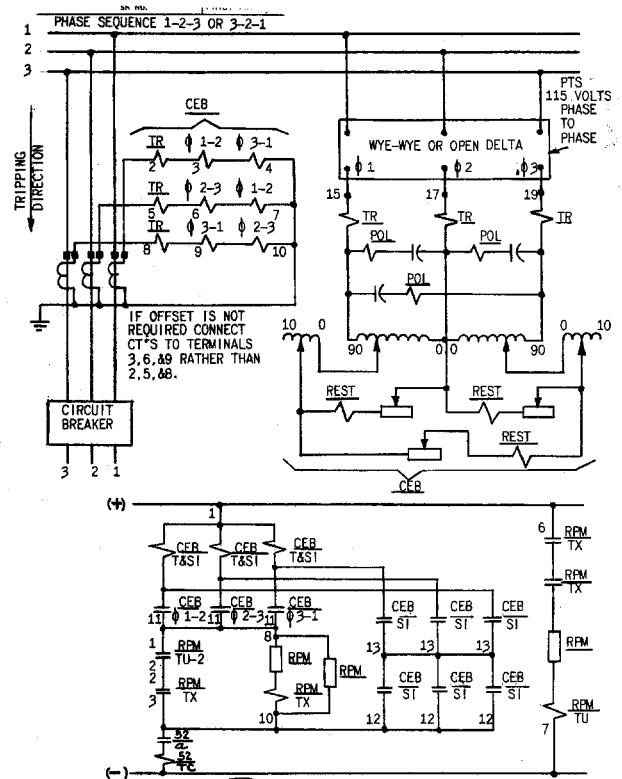 PHASE SEQUENCE 1-2-3 OR 3-2-1
1
2
3
PTS
115 VOLTS
PHASE
TO
PHASE
CEB
WYE-WYE OR OPEN DELTA
ϕ 1 ϕ 2 ϕ 3
TRIPPING
DIRECTION
TR ϕ 1-2 ϕ 3-1
2 3 4
TR ϕ 2-3 ϕ 1-2
5 6 7
TR ϕ 3-1 ϕ 2-3
8 9 10
15 17 19
TR TR TR
POL POL
POL
IF OFFSET IS NOT
REQUIRED CONNECT
CT'S TO TERMINALS
3,6,&9 RATHER THAN
2,5,&8.
10 0 90 0 0 90 0 10
REST REST
REST
CEB
CIRCUIT
BREAKER
3 2 1
(+)
1
6
CEB
T&SI
CEB
T&SI
CEB
T&SI
RPM
TX
RPM
TX
11 CEB
ϕ 1-2
11 CEB
ϕ 2-3
11 CEB
ϕ 3-1
CEB
SI
CEB
SI
CEB
SI
13 13 13
1 RPM
2 TU-2
2 RPM
3 TX
8
RPM
RPM
TX
RPM
10
CEB
SI
CEB
SI
CEB
SI
12 12 12
RPM
7 RPM
TU
52
a
52
TC
(-)